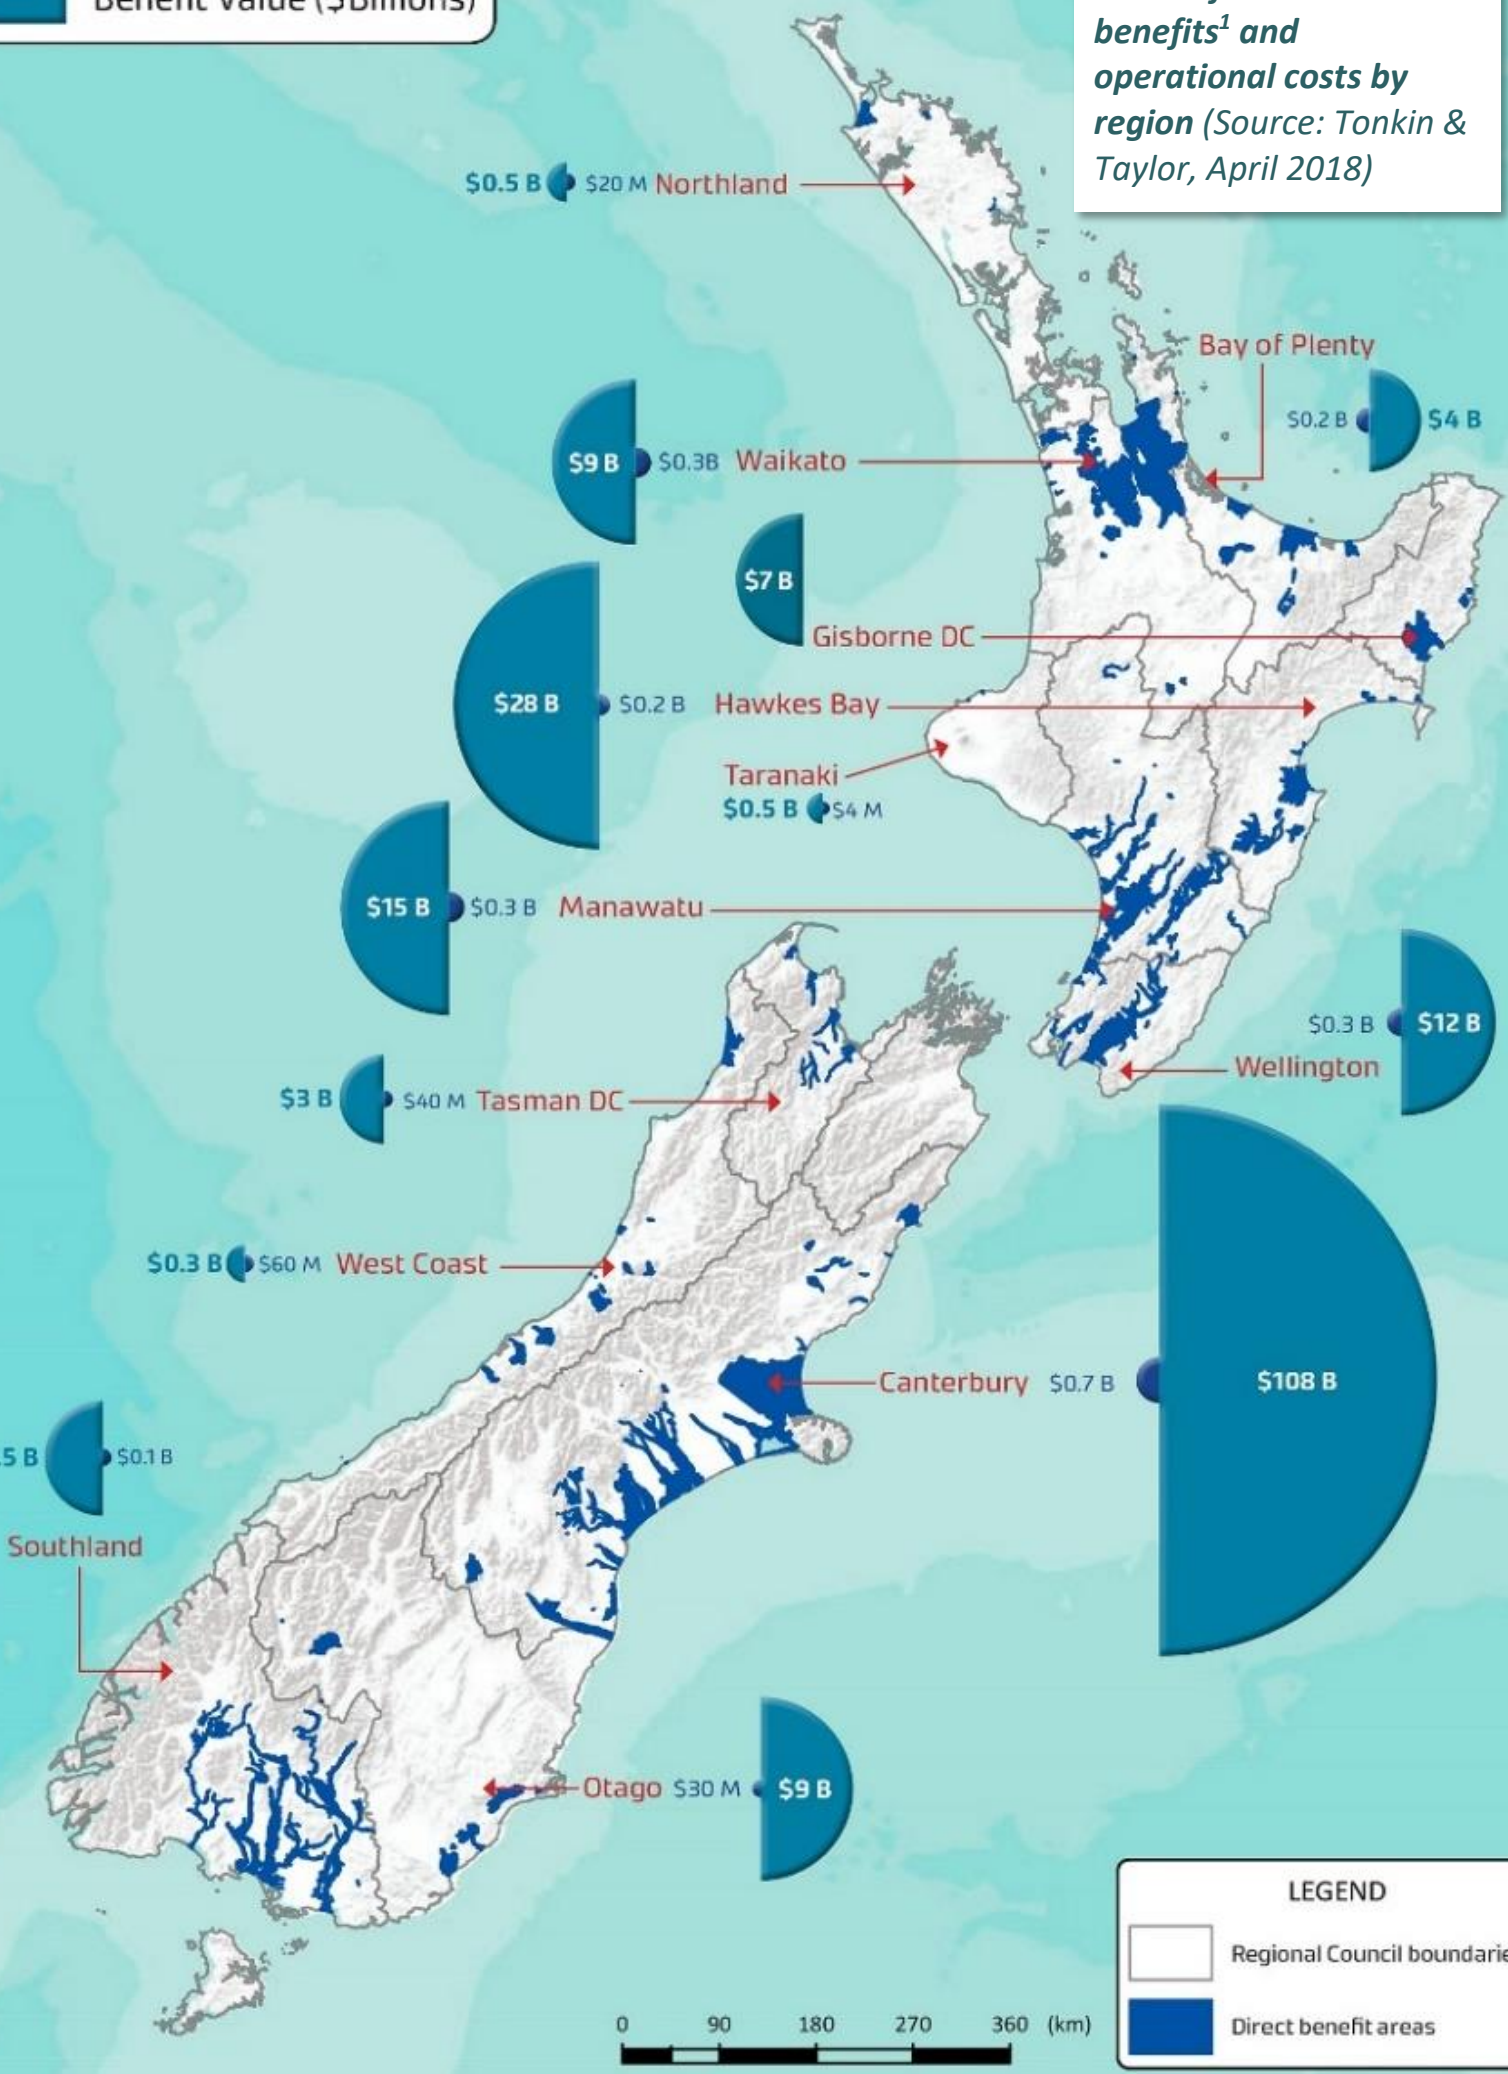 Benefit Value ($Billions)
benefits¹ and
operational costs by
region (Source: Tonkin &
Taylor, April 2018)
$0.5 B $20 M Northland
Bay of Plenty
$0.2 B $4 B
$9 B $0.3B Waikato
$7 B
Gisborne DC
$28 B $0.2 B Hawkes Bay
Taranaki
$0.5 B $4 M
$15 B $0.3 B Manawatu
$0.3 B $12 B
Wellington
$3 B $40 M Tasman DC
$0.3 B $60 M West Coast
Canterbury $0.7 B $108 B
5 B $0.1 B
Southland
Otago $30 M $9 B
LEGEND
Regional Council boundarie
Direct benefit areas
0 90 180 270 360 (km)